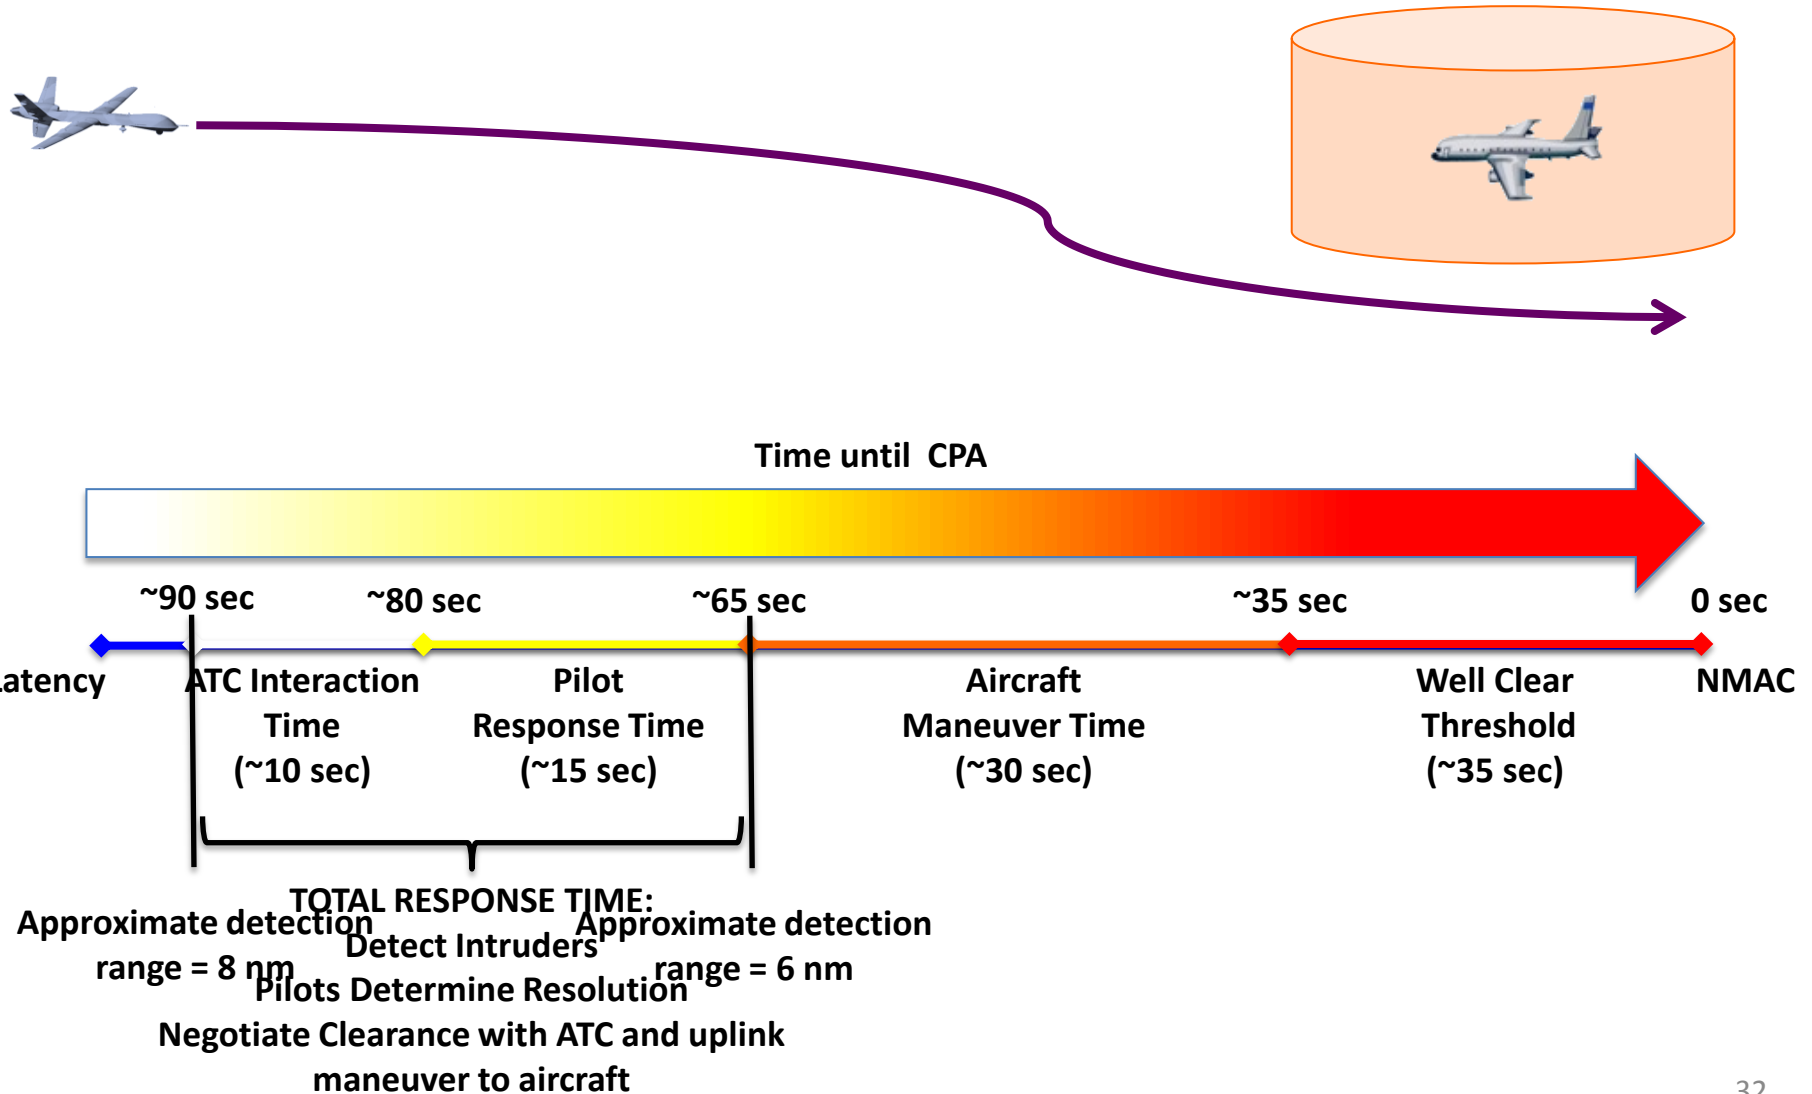 Time until CPA
~90 sec
~80 sec
~65 sec
~35 sec
0 sec
Latency
ATC Interaction
Time
(~10 sec)
Pilot
Response Time
(~15 sec)
Aircraft
Maneuver Time
(~30 sec)
Well Clear
Threshold
(~35 sec)
NMAC
Approximate detection
range = 8 nm
TOTAL RESPONSE TIME:
Detect Intruders
Pilots Determine Resolution
Negotiate Clearance with ATC and uplink
maneuver to aircraft
Approximate detection
range = 6 nm
32